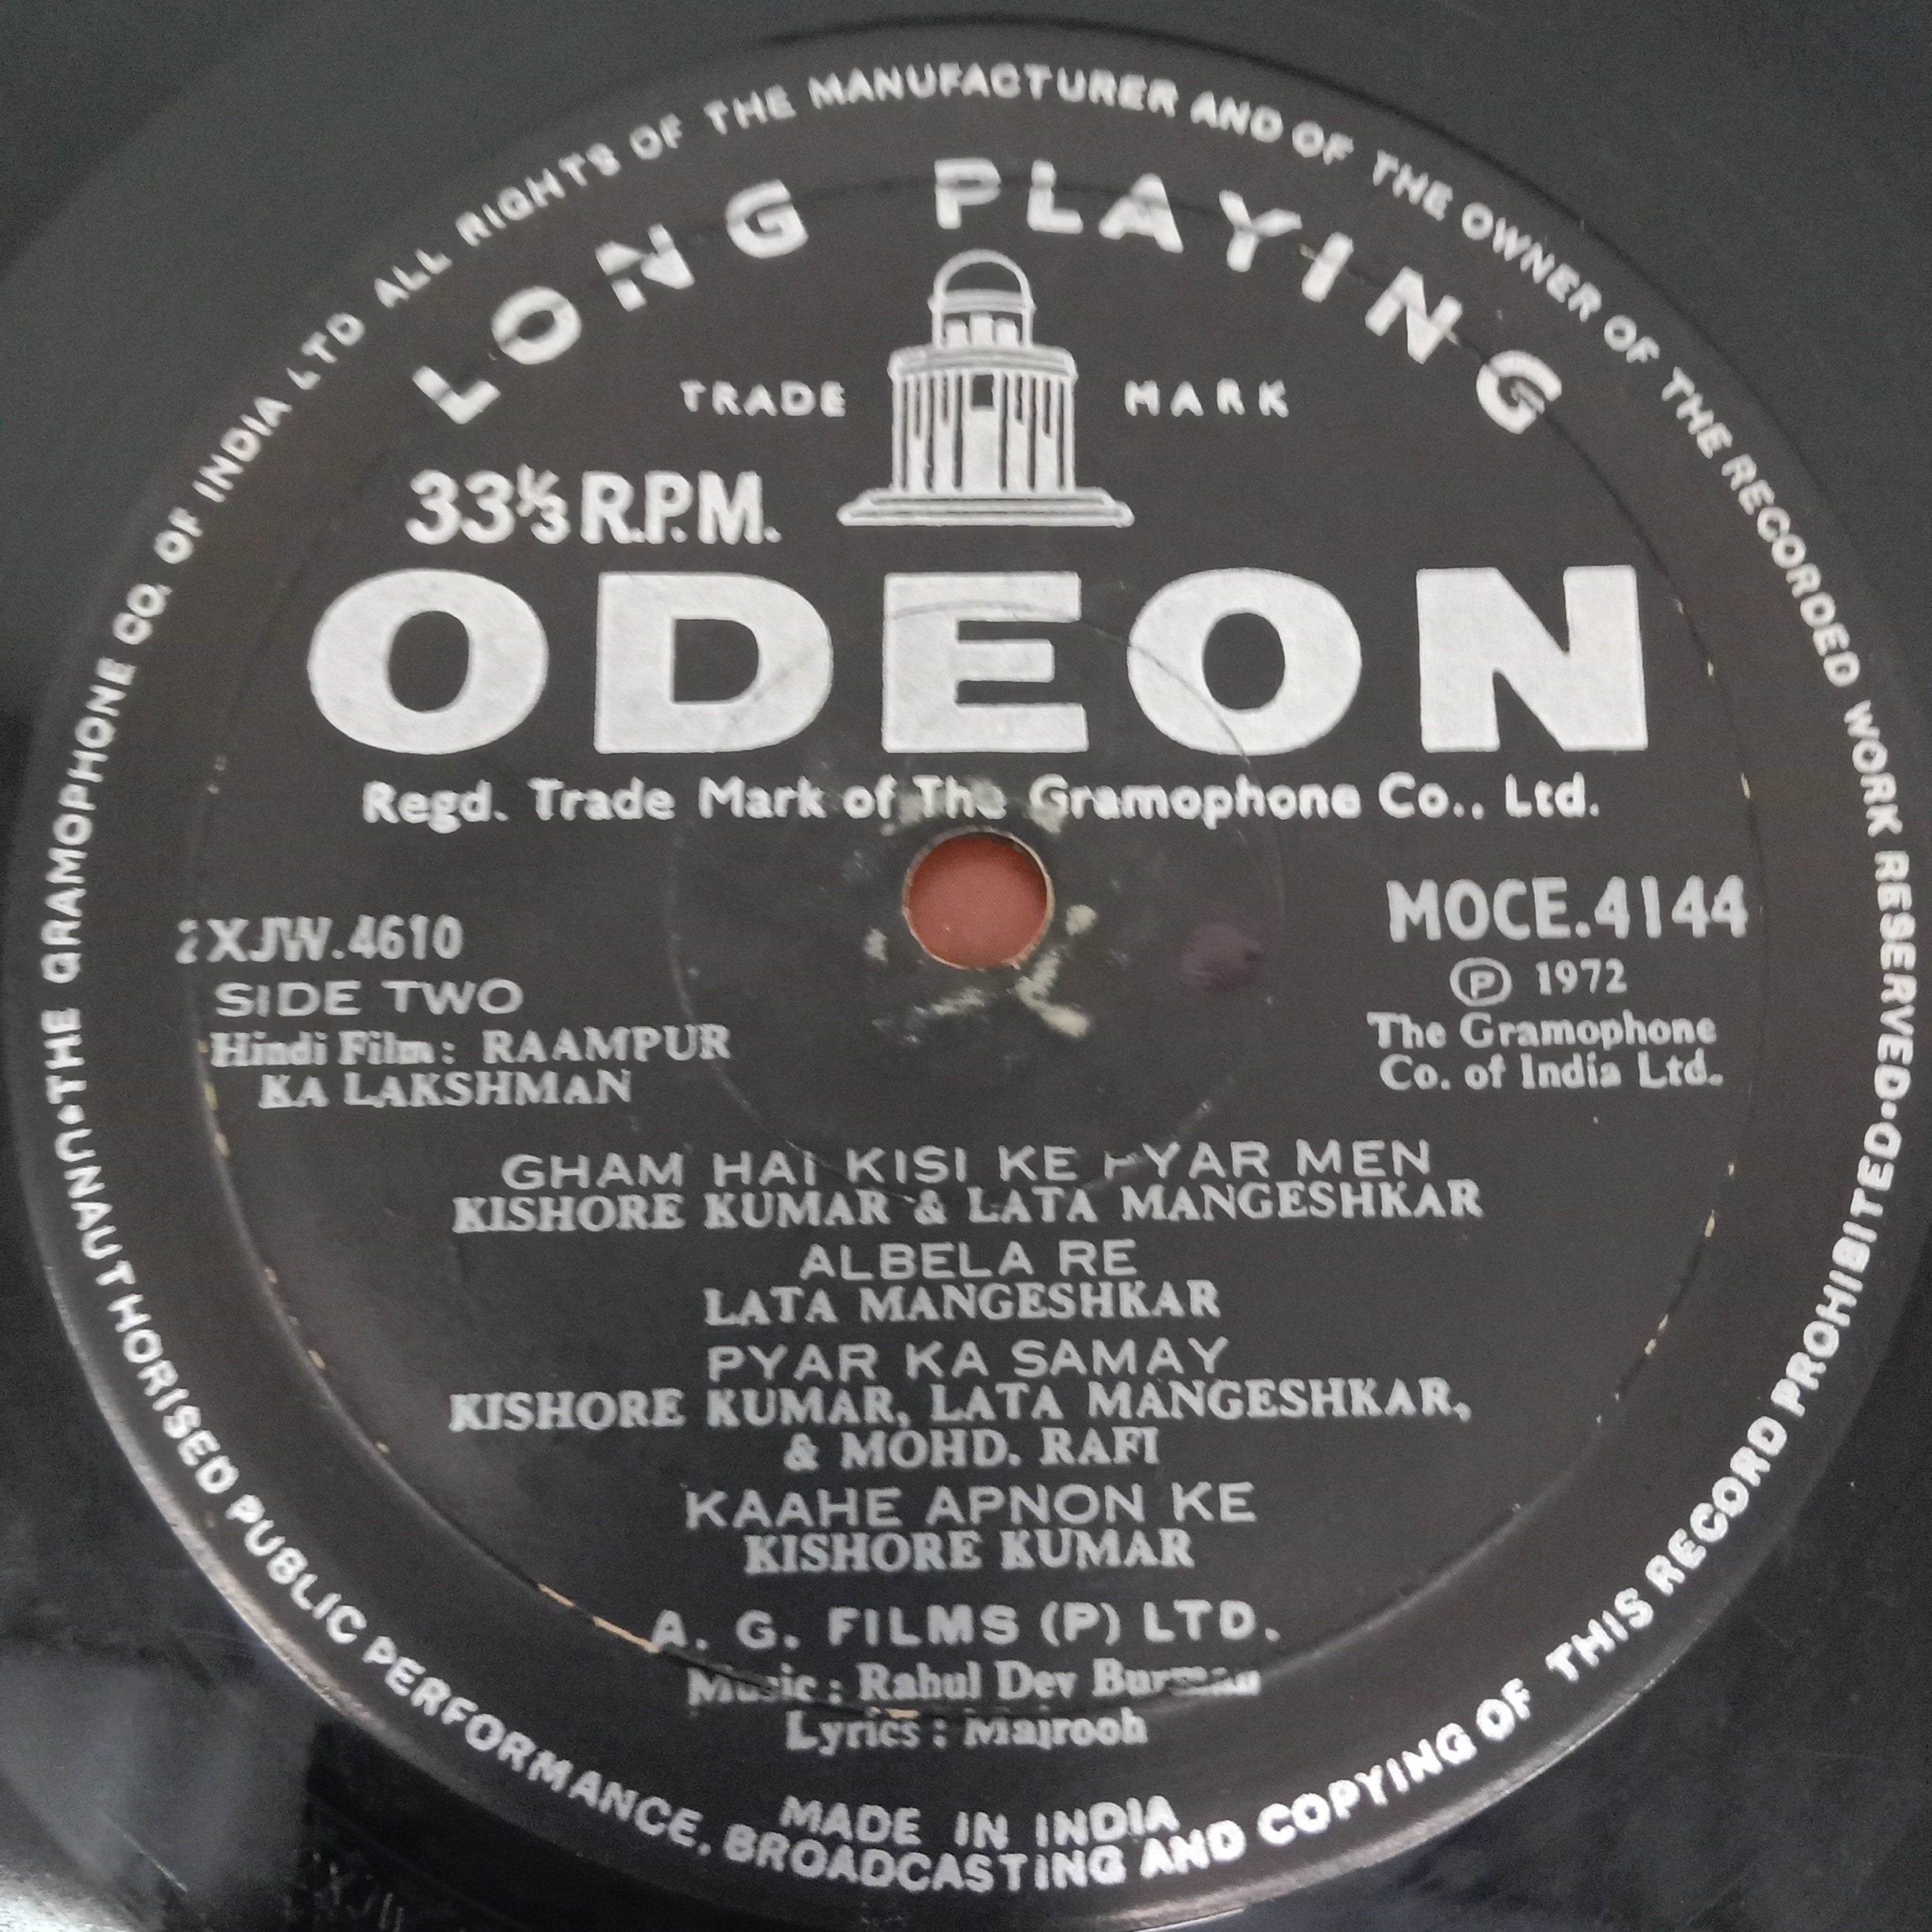 THE GRAMOPHONE CO. OF INDIA LTD ALL RIGHTS OF THE MANUFACTURER AND OF THE OWNER OF THE RECORDED WORK RESERVED•
UNAUTHORISED PUBLIC PERFORMANCE, BROADCASTING AND COPYING OF THIS RECORD PROHIBITED•
LONG PLAYING
TRADE MARK
33⅓ R.P.M.
ODEON
Regd. Trade Mark of The Gramophone Co., Ltd.
2XJW.4610
SIDE TWO
Hindi Film: RAAMPUR
KA LAKSHMAN
MOCE.4144
Ⓟ 1972
The Gramophone
Co. of India Ltd.
GHAM HAI KISI KE PYAR MEN
KISHORE KUMAR & LATA MANGESHKAR
ALBELA RE
LATA MANGESHKAR
PYAR KA SAMAY
KISHORE KUMAR, LATA MANGESHKAR,
& MOHD. RAFI
KAAHE APNON KE
KISHORE KUMAR
A. G. FILMS (P) LTD.
Music : Rahul Dev Burman
Lyrics : Majrooh
MADE IN INDIA